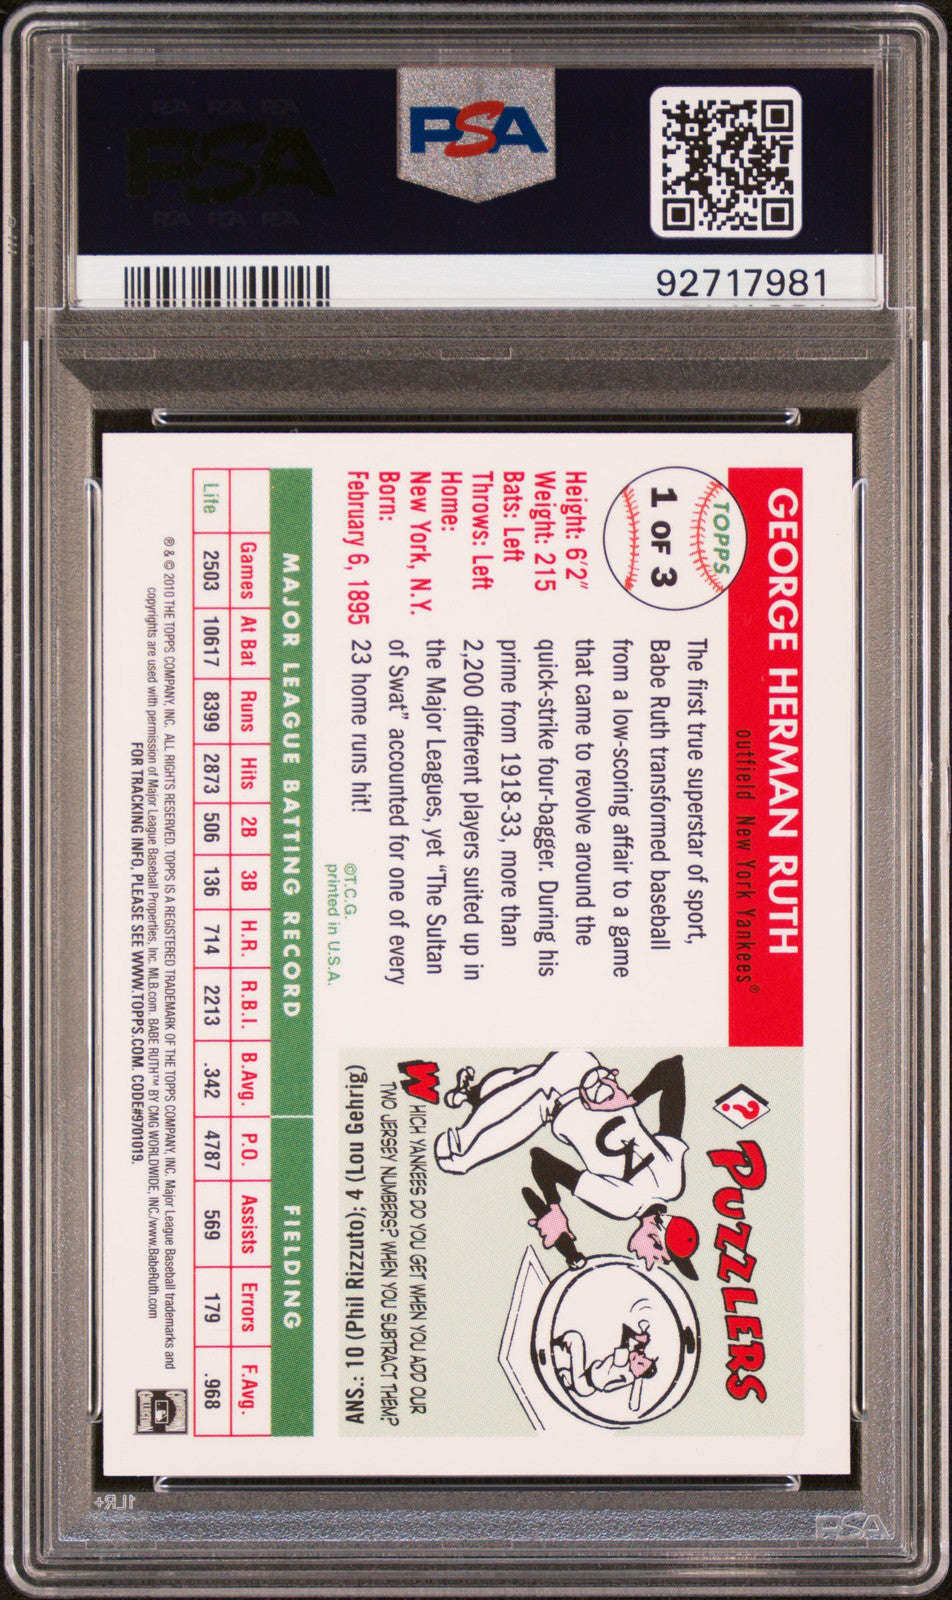 PSA PSA PSA
PSA
PSA PSA PSA
PSA
92717981
GEORGE HERMAN RUTH
outfield New York Yankees®
TOPPS
1 OF 3
Height: 6'2"
Weight: 215
Bats: Left
Throws: Left
Home:
New York, N.Y.
Born:
February 6, 1895
The first true superstar of sport,
Babe Ruth transformed baseball
from a low-scoring affair to a game
that came to revolve around the
quick-strike four-bagger. During his
prime from 1918-33, more than
2,200 different players suited up in
the Major Leagues, yet "The Sultan
of Swat" accounted for one of every
23 home runs hit!
©T.C.G.
printed in U.S.A.
? PUZZLERS
WHICH YANKEES DO YOU GET WHEN YOU ADD OUR
TWO JERSEY NUMBERS? WHEN YOU SUBTRACT THEM?
ANS.: 10 (Phil Rizzuto); 4 (Lou Gehrig)
MAJOR LEAGUE BATTING RECORD FIELDING
Games At Bat Runs Hits 2B 3B H.R. R.B.I. B.Avg. P.O. Assists Errors F.Avg.
Life 2503 10617 8399 2873 506 136 714 2213 .342 4787 569 179 .968
® & © 2010 THE TOPPS COMPANY, INC. ALL RIGHTS RESERVED. TOPPS IS A REGISTERED TRADEMARK OF THE TOPPS COMPANY, INC. Major League Baseball trademarks and
copyrights are used with permission of Major League Baseball Properties, Inc. MLB.com. BABE RUTH™ BY CMG WORLDWIDE, INC./www.BabeRuth.com
FOR TRACKING INFO, PLEASE SEE WWW.TOPPS.COM. CODE#9701019.
1LR+
PSA